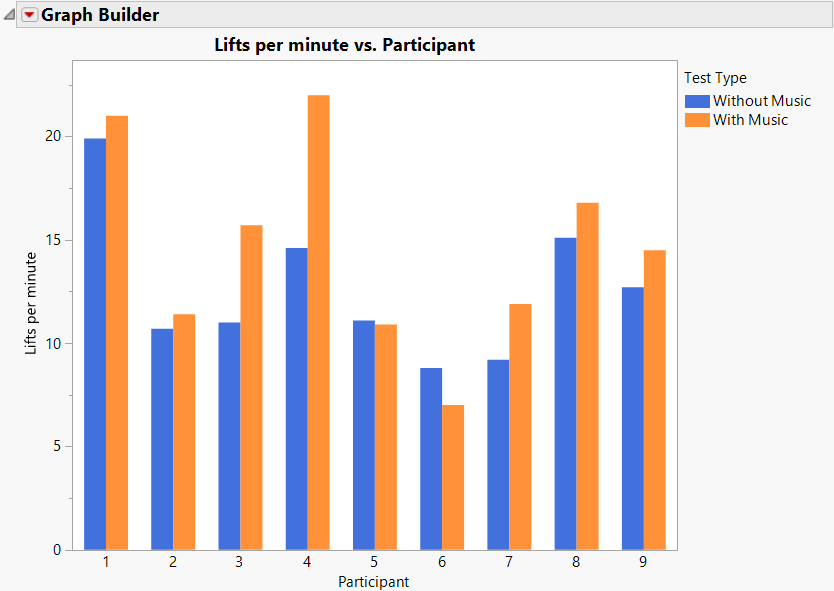 Graph Builder
Lifts per minute vs. Participant
Test Type
Without Music
With Music
Lifts per minute
20
15
10
5
0
1 2 3 4 5 6 7 8 9
Participant